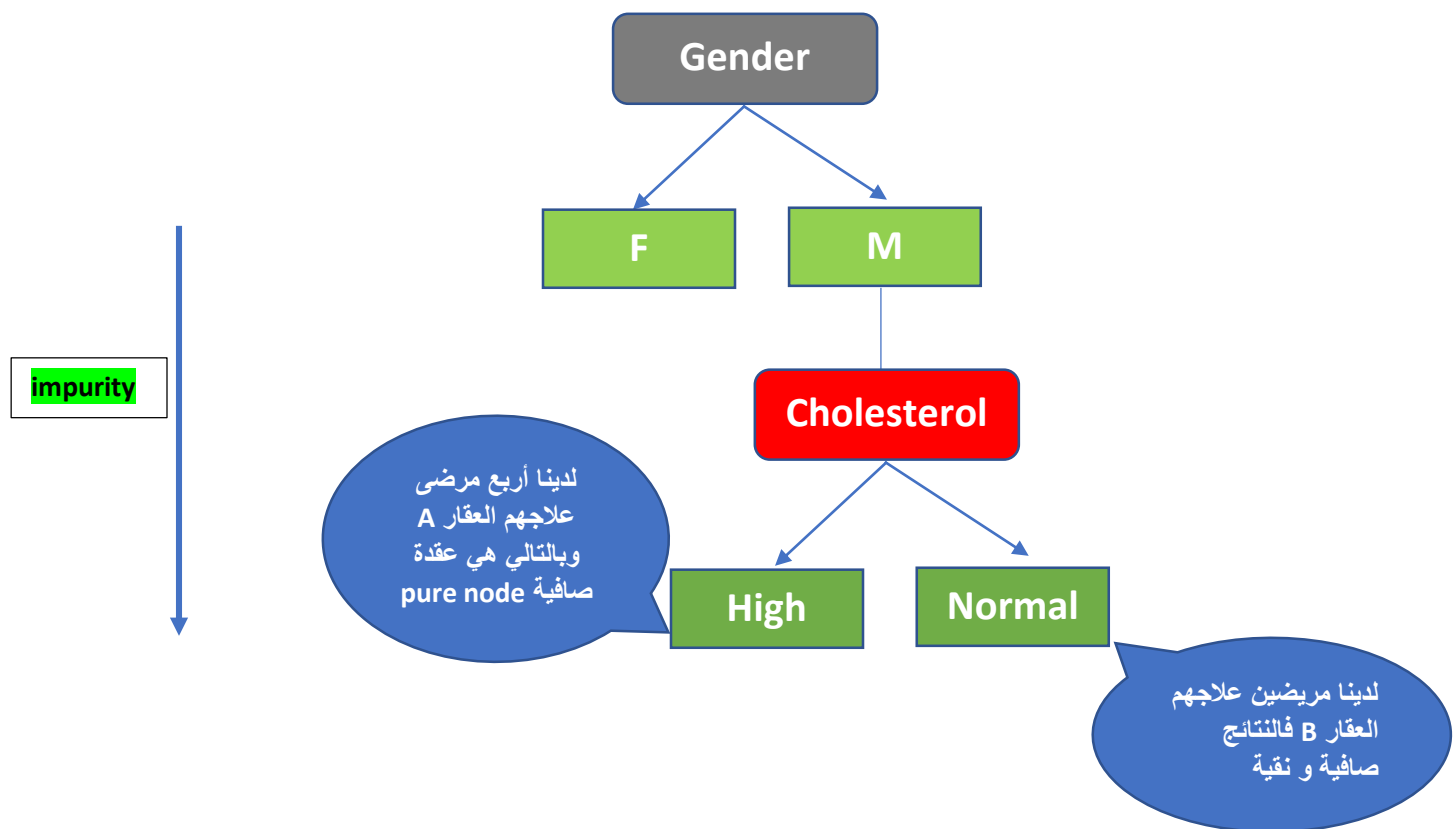 Gender
F
M
impurity
Cholesterol
لدينا أربع مرضى
علاجهم العقار A
وبالتالي هي عقدة
صافية pure node
High
Normal
لدينا مريضين علاجهم
العقار B فالنتائج
صافية و نقية